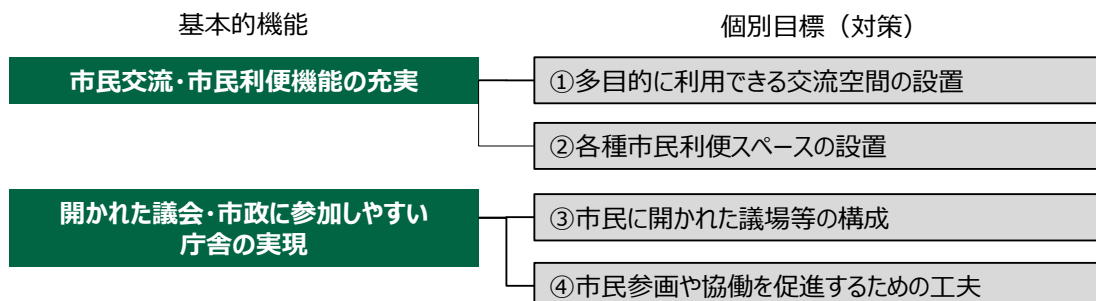 基本的機能
個別目標（対策）
市民交流・市民利便機能の充実
①多目的に利用できる交流空間の設置
②各種市民利便スペースの設置
開かれた議会・市政に参加しやすい
庁舎の実現
③市民に開かれた議場等の構成
④市民参画や協働を促進するための工夫